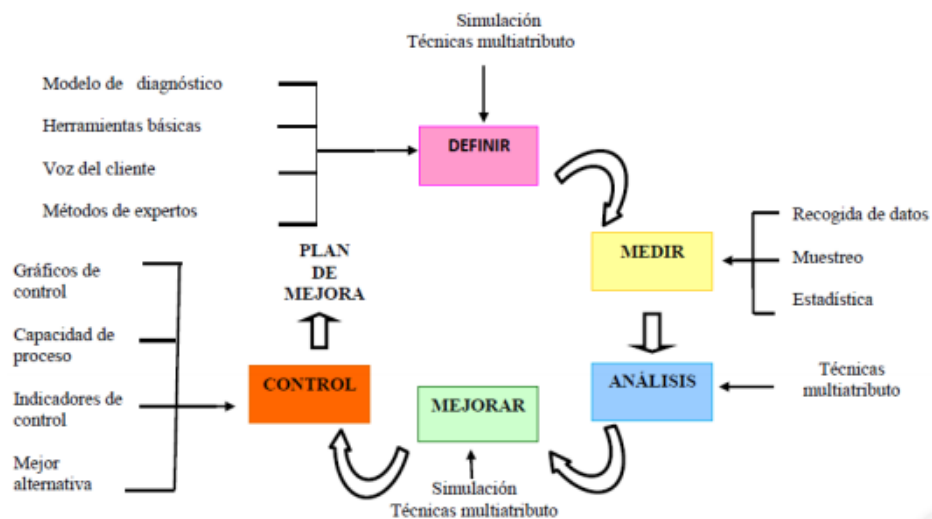 Simulación
Técnicas multiatributo
Modelo de diagnóstico
Herramientas básicas
Voz del cliente
Métodos de expertos
DEFINIR
MEDIR
Recogida de datos
Muestreo
Estadística
PLAN
DE
MEJORA
Gráficos de
control
Capacidad de
proceso
Indicadores de
control
Mejor
alternativa
CONTROL
MEJORAR
ANÁLISIS
Técnicas
multiatributo
Simulación
Técnicas multiatributo